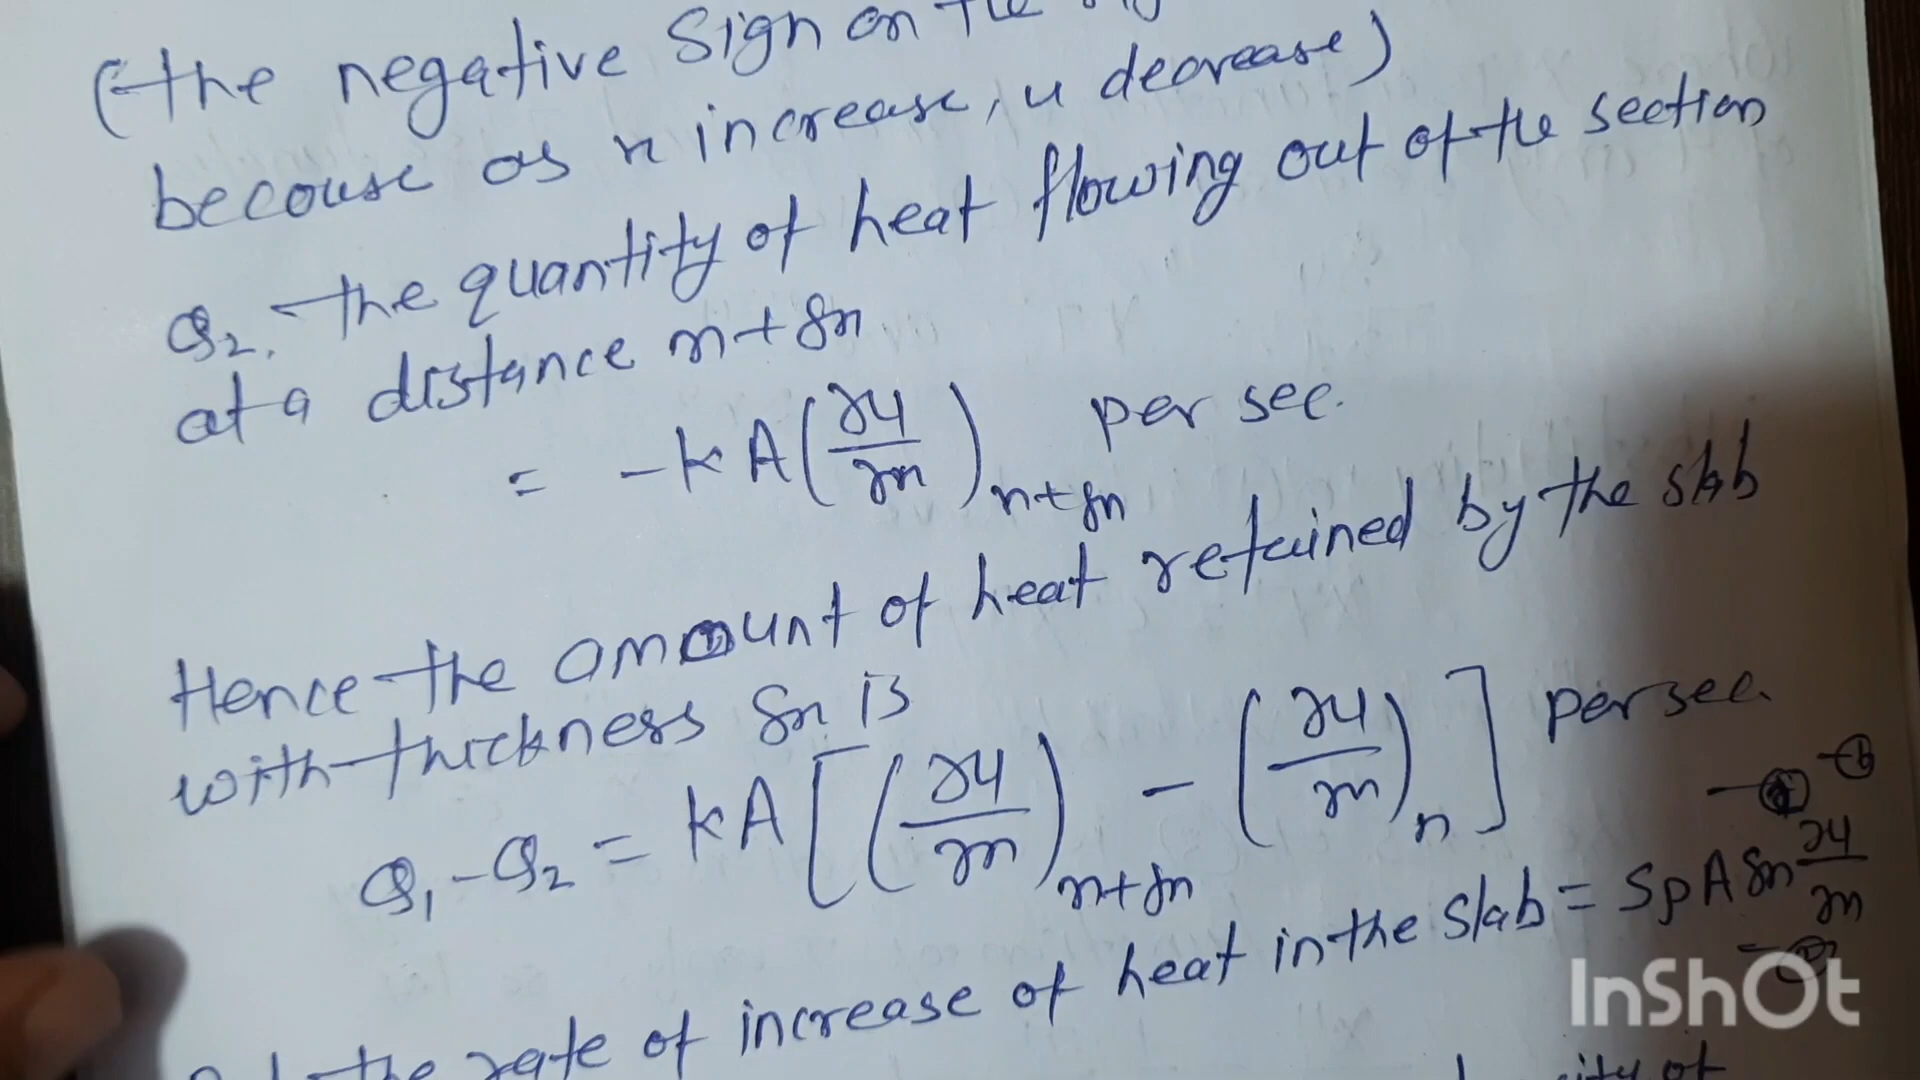 (the negative sign on the
because as x increase, u decrease)
Q₂, the quantity of heat flowing out of the section
at a distance x+δx
= -kA(∂u/∂x)x+δx per sec.
Hence the amount of heat retained by the slab
with thickness δx is
Q₁-Q₂ = kA[(∂u/∂x)x+δx - (∂u/∂x)x] per sec.
rate of increase of heat in the slab = SρAδx ∂u/∂x
InShOt